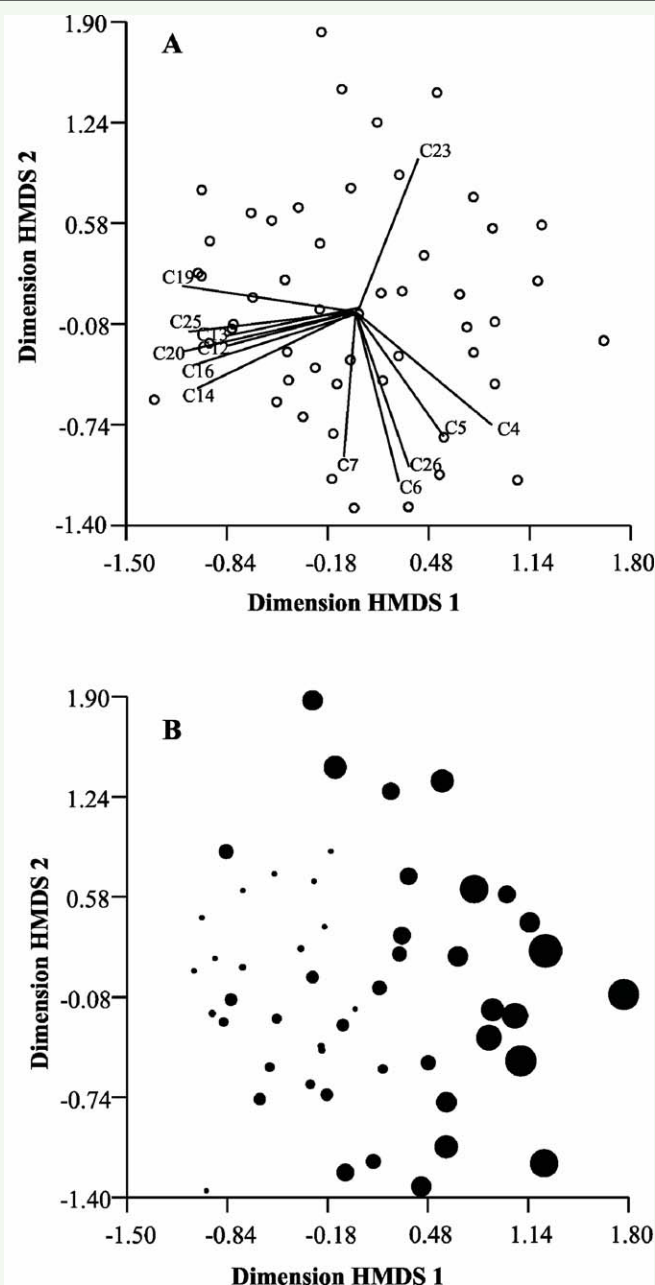 A
1.90
1.24
0.58
-0.08
-0.74
-1.40
Dimension HMDS 2
C23
C19
C25
C13
C20
C12
C16
C14
C7
C5
C4
C26
C6
-1.50 -0.84 -0.18 0.48 1.14 1.80
Dimension HMDS 1
B
1.90
1.24
0.58
-0.08
-0.74
-1.40
Dimension HMDS 2
-1.50 -0.84 -0.18 0.48 1.14 1.80
Dimension HMDS 1